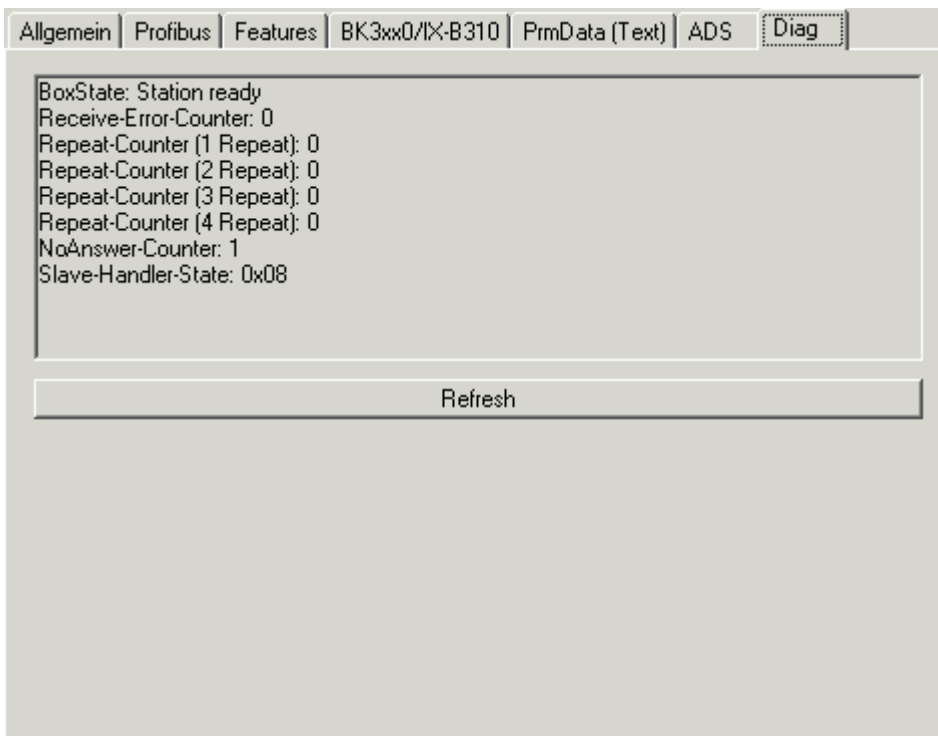 Allgemein Profibus Features BK3xx0/IX-B310 PrmData (Text) ADS Diag
BoxState: Station ready
Receive-Error-Counter: 0
Repeat-Counter (1 Repeat): 0
Repeat-Counter (2 Repeat): 0
Repeat-Counter (3 Repeat): 0
Repeat-Counter (4 Repeat): 0
NoAnswer-Counter: 1
Slave-Handler-State: 0x08
Refresh